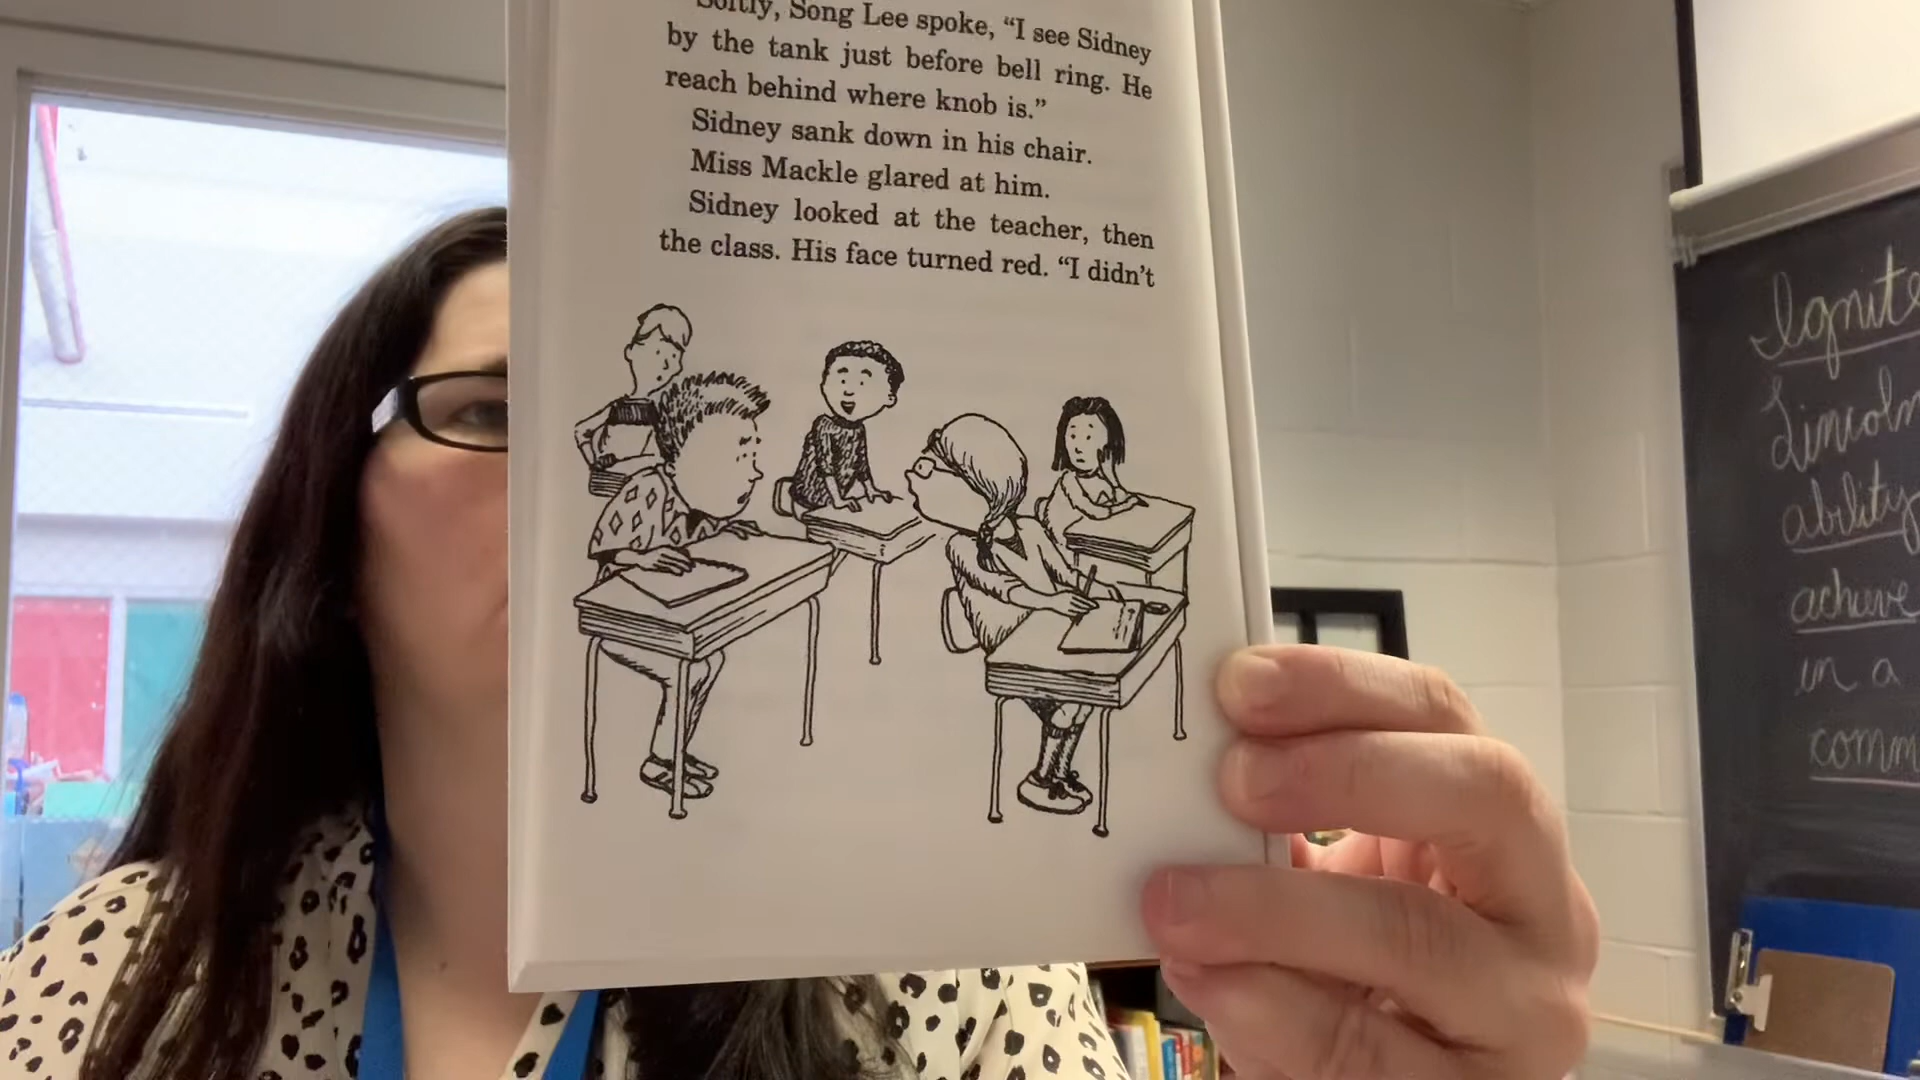 Softly, Song Lee spoke, “I see Sidney
by the tank just before bell ring. He
reach behind where knob is.”
Sidney sank down in his chair.
Miss Mackle glared at him.
Sidney looked at the teacher, then
the class. His face turned red. “I didn’t
Ignite
Lincoln
ability
achieve
in a
comm